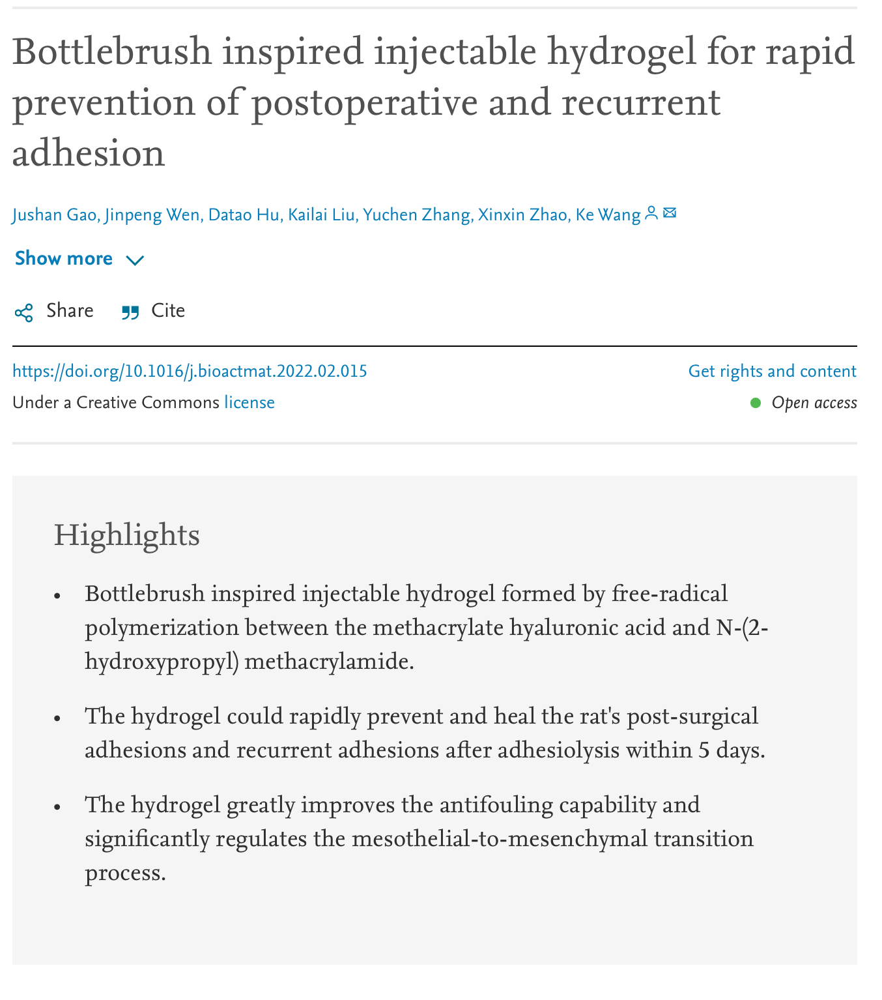 Bottlebrush inspired injectable hydrogel for rapid
prevention of postoperative and recurrent
adhesion
Jushan Gao, Jinpeng Wen, Datao Hu, Kailai Liu, Yuchen Zhang, Xinxin Zhao, Ke Wang
Show more
Share Cite
https://doi.org/10.1016/j.bioactmat.2022.02.015 Get rights and content
Under a Creative Commons license Open access
Highlights
• Bottlebrush inspired injectable hydrogel formed by free-radical
polymerization between the methacrylate hyaluronic acid and N-(2-
hydroxypropyl) methacrylamide.
• The hydrogel could rapidly prevent and heal the rat's post-surgical
adhesions and recurrent adhesions after adhesiolysis within 5 days.
• The hydrogel greatly improves the antifouling capability and
significantly regulates the mesothelial-to-mesenchymal transition
process.